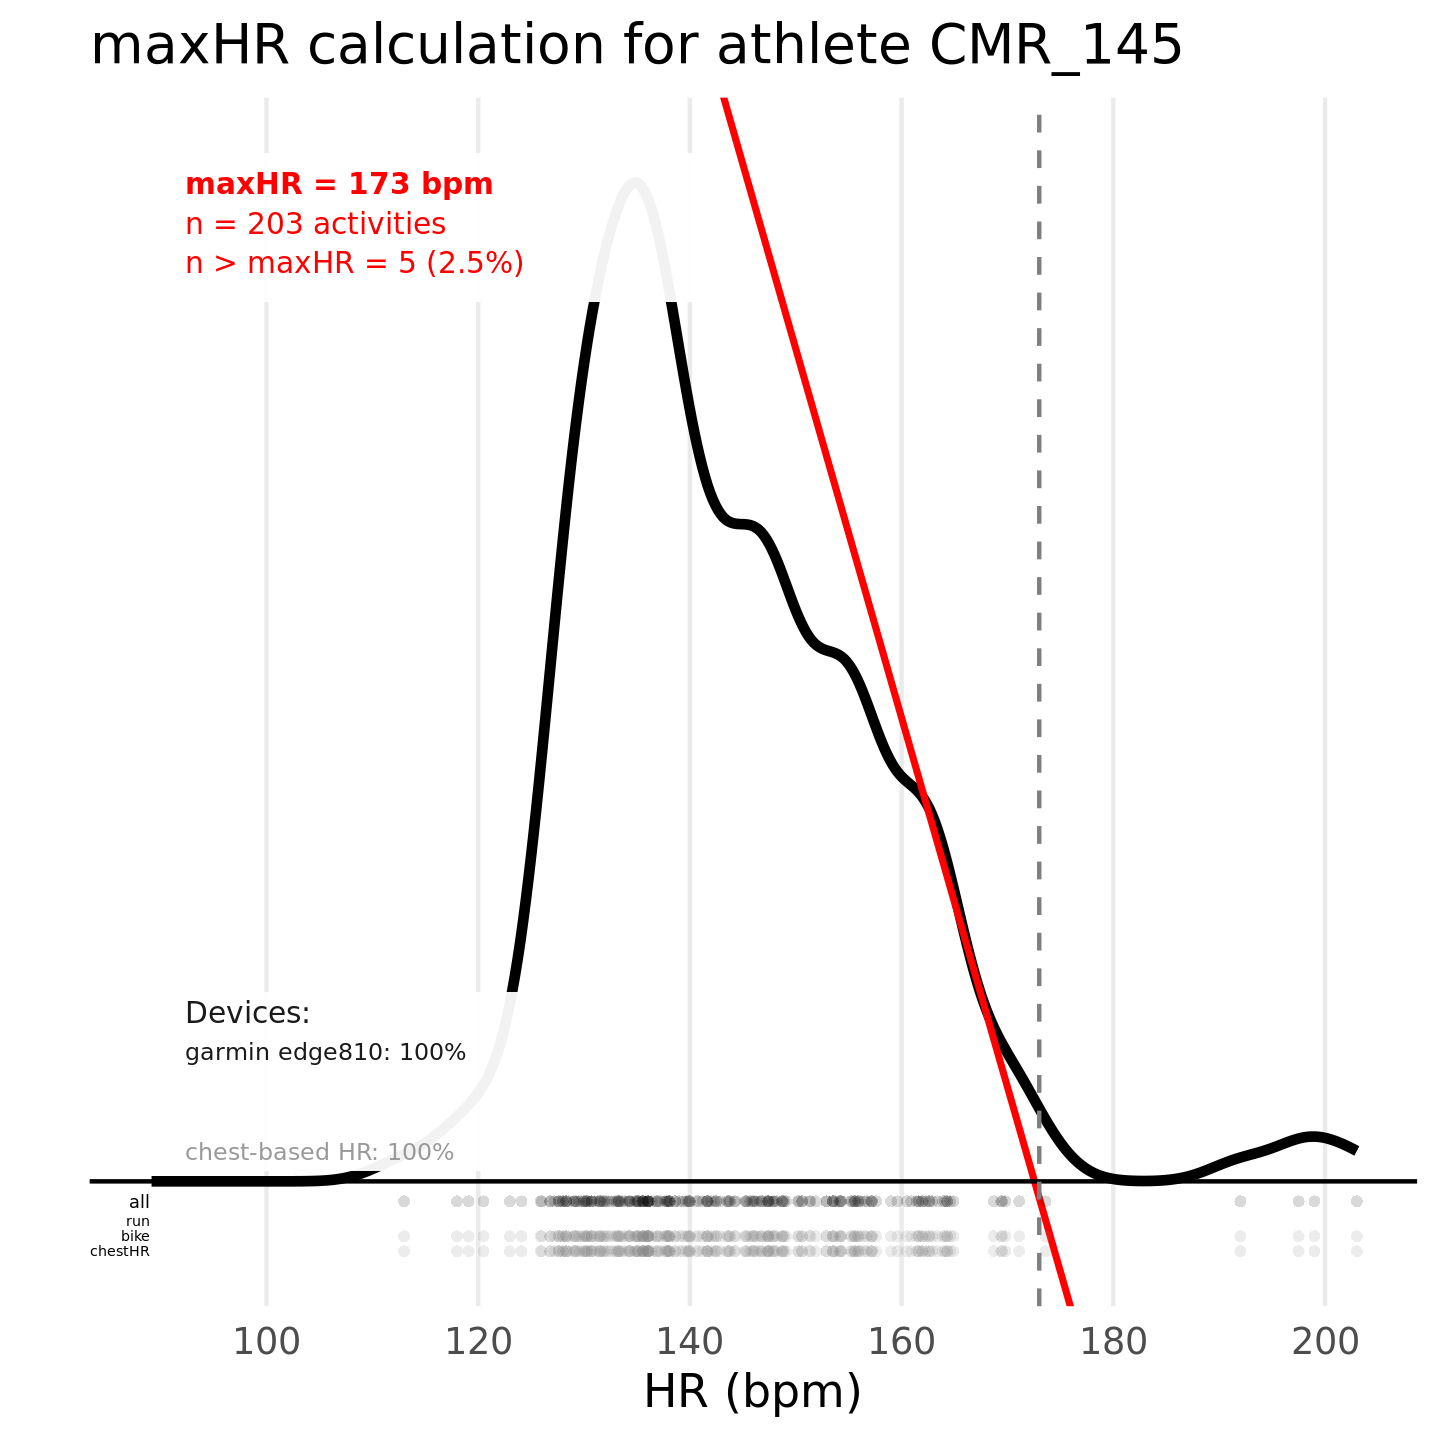 maxHR calculation for athlete CMR_145
maxHR = 173 bpm
n = 203 activities
n > maxHR = 5 (2.5%)
Devices:
garmin edge810: 100%
chest-based HR: 100%
all
run
bike
chestHR
100 120 140 160 180 200
HR (bpm)